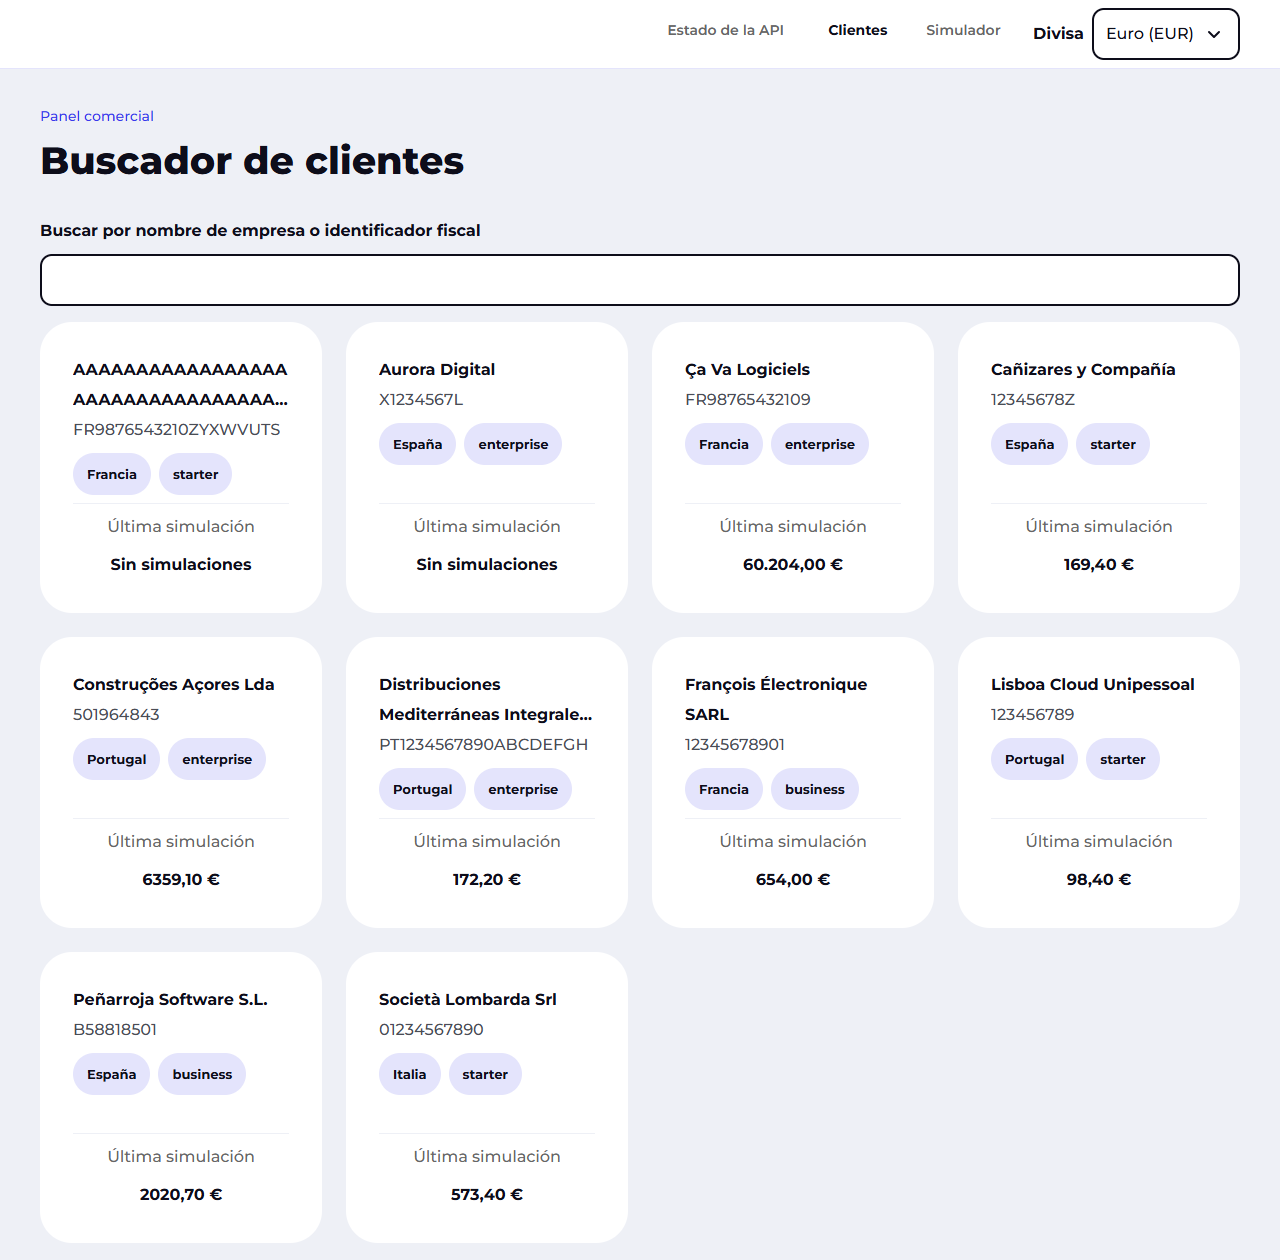 Estado de la API
Clientes
Simulador
Divisa
Euro (EUR)
Panel comercial
Buscador de clientes
Buscar por nombre de empresa o identificador fiscal
AAAAAAAAAAAAAAAAA
AAAAAAAAAAAAAAAA...
FR9876543210ZYXWVUTS
Francia
starter
Última simulación
Sin simulaciones
Aurora Digital
X1234567L
España
enterprise
Última simulación
Sin simulaciones
Ça Va Logiciels
FR98765432109
Francia
enterprise
Última simulación
60.204,00 €
Cañizares y Compañía
12345678Z
España
starter
Última simulación
169,40 €
Construções Açores Lda
501964843
Portugal
enterprise
Última simulación
6359,10 €
Distribuciones
Mediterráneas Integrale...
PT1234567890ABCDEFGH
Portugal
enterprise
Última simulación
172,20 €
François Électronique
SARL
12345678901
Francia
business
Última simulación
654,00 €
Lisboa Cloud Unipessoal
123456789
Portugal
starter
Última simulación
98,40 €
Peñarroja Software S.L.
B58818501
España
business
Última simulación
2020,70 €
Società Lombarda Srl
01234567890
Italia
starter
Última simulación
573,40 €